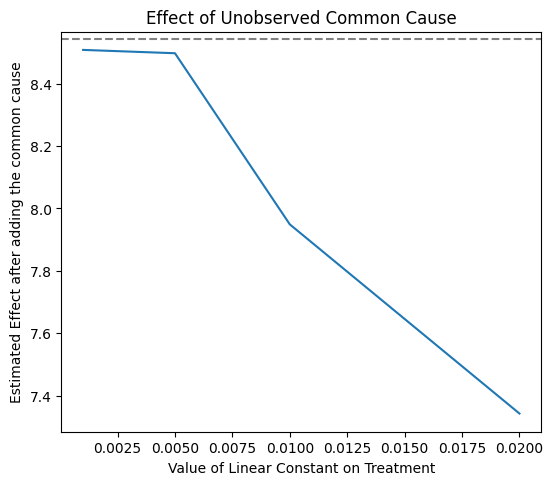 Effect of Unobserved Common Cause
Estimated Effect after adding the common cause
8.4
8.2
8.0
7.8
7.6
7.4
0.0025 0.0050 0.0075 0.0100 0.0125 0.0150 0.0175 0.0200
Value of Linear Constant on Treatment